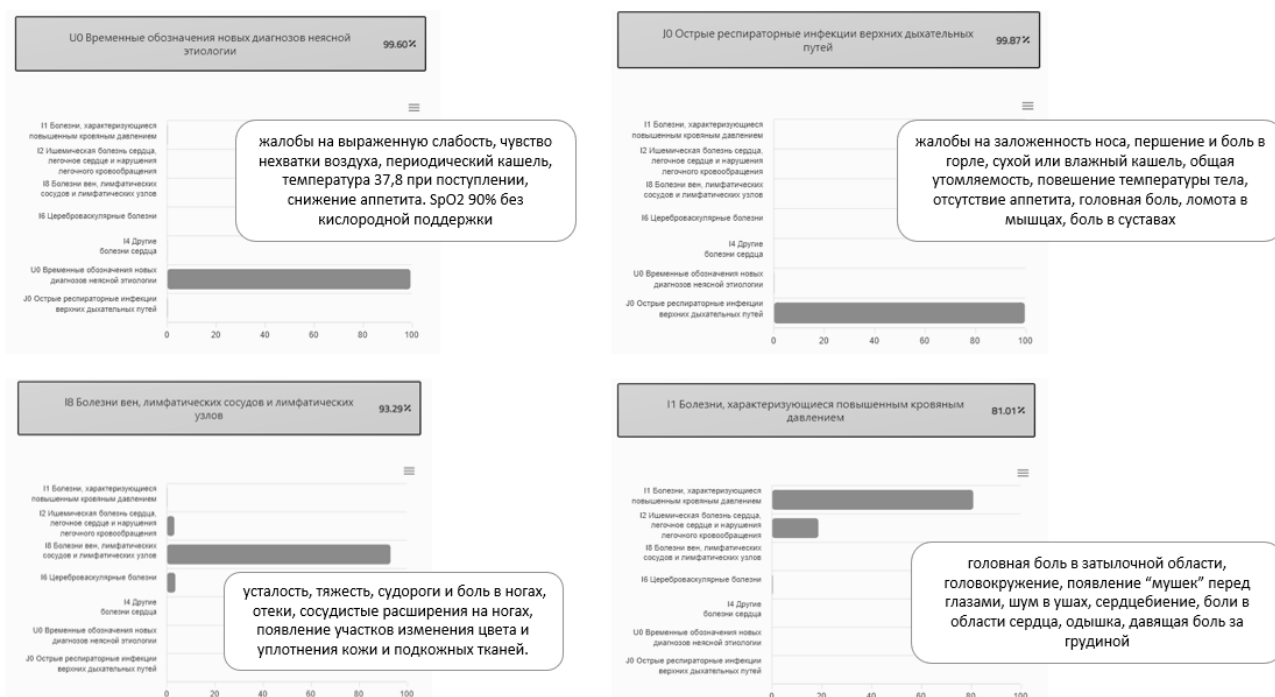 U0 Временные обозначения новых диагнозов неясной
этиологии
99.60%
I1 Болезни, характеризующиеся
повышенным кровяным давлением
I2 Ишемическая болезнь сердца,
легочное сердце и нарушения
легочного кровообращения
I8 Болезни вен, лимфатических
сосудов и лимфатических узлов
I6 Цереброваскулярные болезни
I4 Другие
болезни сердца
U0 Временные обозначения новых
диагнозов неясной этиологии
J0 Острые респираторные инфекции
верхних дыхательных путей
0 20 40 60 80 100
жалобы на выраженную слабость, чувство
нехватки воздуха, периодический кашель,
температура 37,8 при поступлении,
снижение аппетита. SpO2 90% без
кислородной поддержки
J0 Острые респираторные инфекции верхних дыхательных
путей
99.87%
I1 Болезни, характеризующиеся
повышенным кровяным давлением
I2 Ишемическая болезнь сердца,
легочное сердце и нарушения
легочного кровообращения
I8 Болезни вен, лимфатических
сосудов и лимфатических узлов
I6 Цереброваскулярные болезни
I4 Другие
болезни сердца
U0 Временные обозначения новых
диагнозов неясной этиологии
J0 Острые респираторные инфекции
верхних дыхательных путей
0 20 40 60 80 100
жалобы на заложенность носа, першение и боль в
горле, сухой или влажный кашель, общая
утомляемость, повешение температуры тела,
отсутствие аппетита, головная боль, ломота в
мышцах, боль в суставах
I8 Болезни вен, лимфатических сосудов и лимфатических
узлов
93.29%
I1 Болезни, характеризующиеся
повышенным кровяным давлением
I2 Ишемическая болезнь сердца,
легочное сердце и нарушения
легочного кровообращения
I8 Болезни вен, лимфатических
сосудов и лимфатических узлов
I6 Цереброваскулярные болезни
I4 Другие
болезни сердца
U0 Временные обозначения новых
диагнозов неясной этиологии
J0 Острые респираторные инфекции
верхних дыхательных путей
0 20 40 60 80 100
усталость, тяжесть, судороги и боль в ногах,
отеки, сосудистые расширения на ногах,
появление участков изменения цвета и
уплотнения кожи и подкожных тканей.
I1 Болезни, характеризующиеся повышенным кровяным
давлением
81.01%
I1 Болезни, характеризующиеся
повышенным кровяным давлением
I2 Ишемическая болезнь сердца,
легочное сердце и нарушения
легочного кровообращения
I8 Болезни вен, лимфатических
сосудов и лимфатических узлов
I6 Цереброваскулярные болезни
I4 Другие
болезни сердца
U0 Временные обозначения новых
диагнозов неясной этиологии
J0 Острые респираторные инфекции
верхних дыхательных путей
0 20 40 60 80 100
головная боль в затылочной области,
головокружение, появление “мушек” перед
глазами, шум в ушах, сердцебиение, боли в
области сердца, одышка, давящая боль за
грудиной